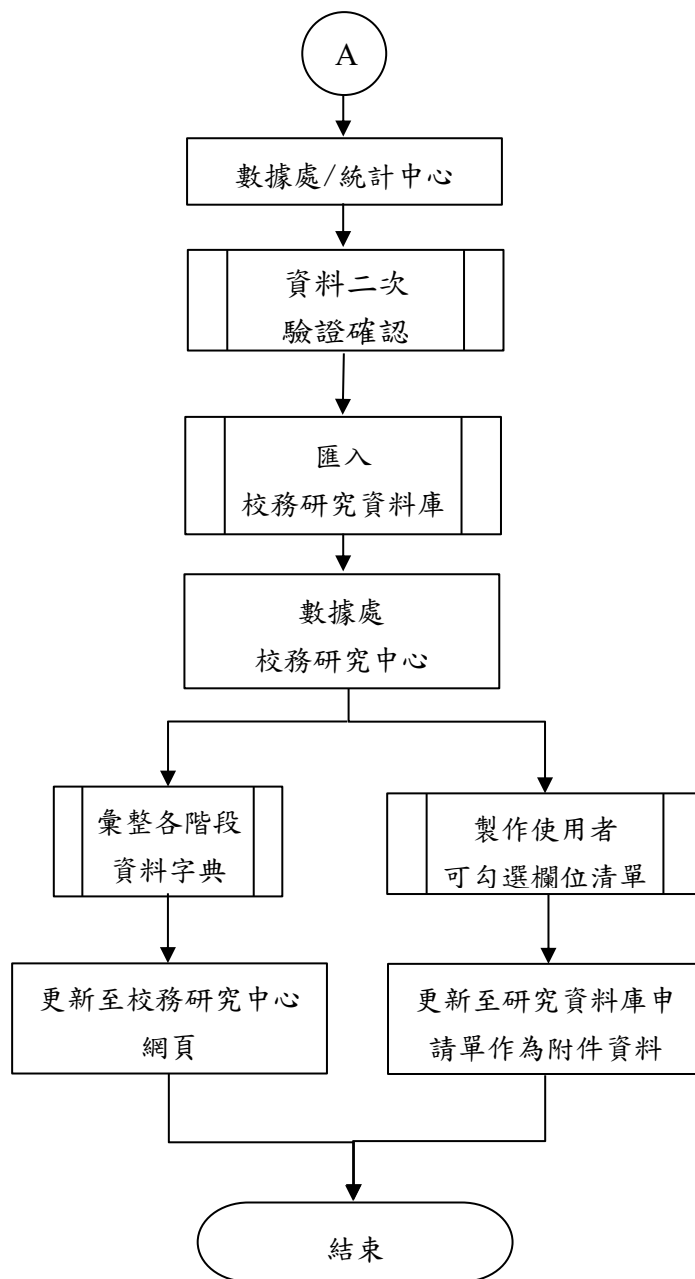 A
數據處/統計中心
資料二次
驗證確認
匯入
校務研究資料庫
數據處
校務研究中心
彙整各階段
資料字典
製作使用者
可勾選欄位清單
更新至校務研究中心
網頁
更新至研究資料庫申
請單作為附件資料
結束